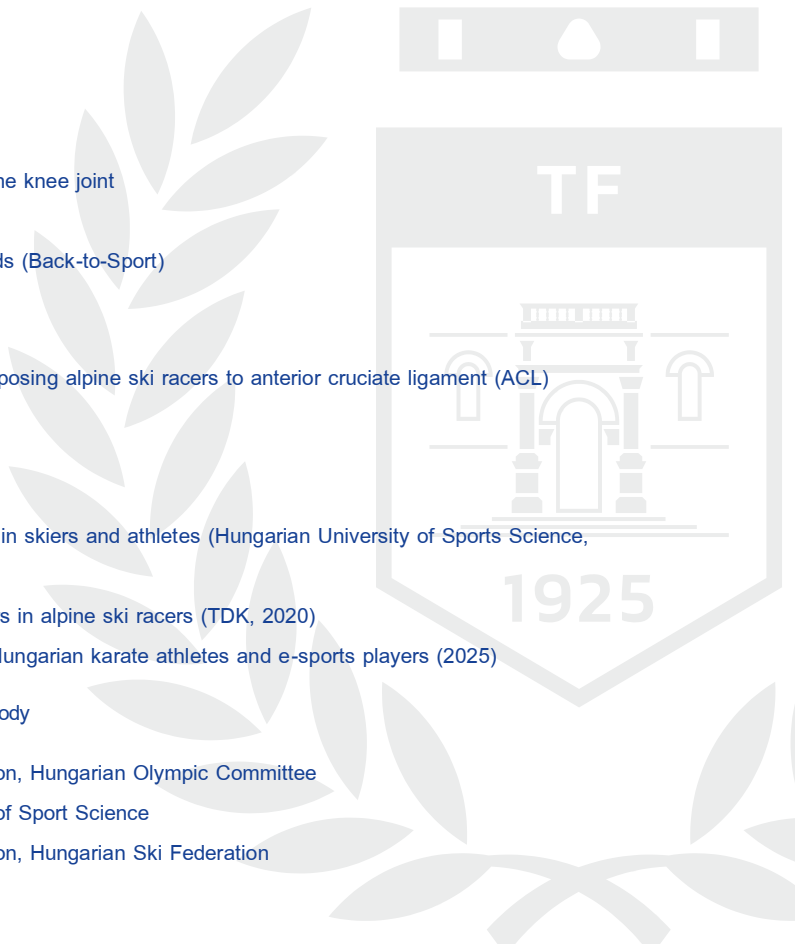 TF
ne knee joint
ds (Back-to-Sport)
posing alpine ski racers to anterior cruciate ligament (ACL)
in skiers and athletes (Hungarian University of Sports Science,
rs in alpine ski racers (TDK, 2020)
Hungarian karate athletes and e-sports players (2025)
1925
ody
on, Hungarian Olympic Committee
of Sport Science
on, Hungarian Ski Federation